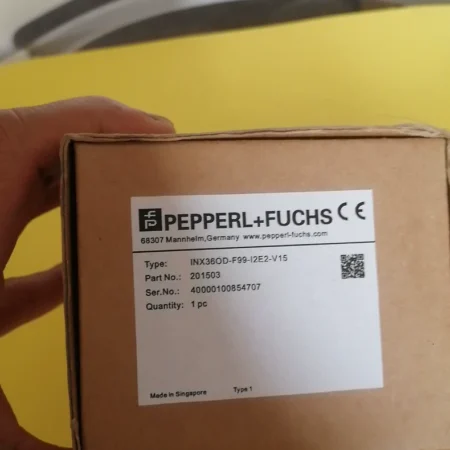 PEPPERL+FUCHS CE
68307 Mannheim,Germany www.pepperl-fuchs.com
Type: INX360D-F99-I2E2-V15
Part No.: 201503
Ser.No.: 40000100854707
Quantity: 1 pc
Made in Singapore Type 1